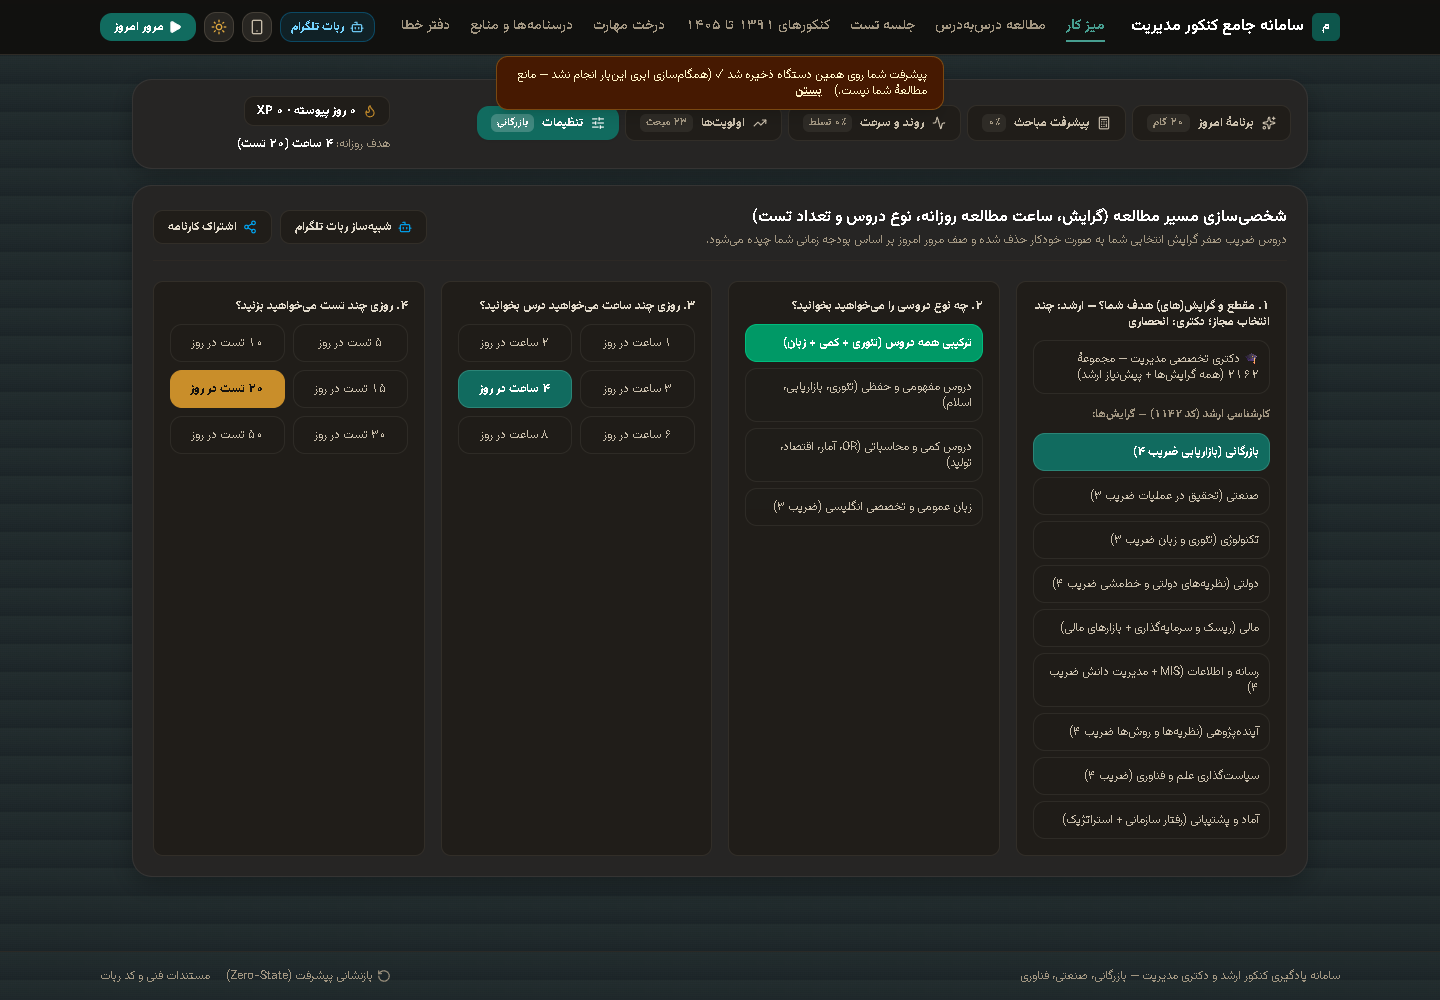 م
سامانه جامع کنکور مدیریت
میز کار
مطالعه درس‌به‌درس
جلسه تست
کنکورهای ۱۳۹۱ تا ۱۴۰۵
درخت مهارت
درسنامه‌ها و منابع
دفتر خطا
ربات تلگرام
مرور امروز
پیشرفت شما روی همین دستگاه ذخیره شد ✓ (همگام‌سازی ابری این‌بار انجام نشد — مانع
مطالعهٔ شما نیست.) بستن
برنامهٔ امروز ۲۰ گام
پیشرفت مباحث ۰٪
روند و سرعت ۰٪ تسلط
اولویت‌ها ۲۳ مبحث
تنظیمات بازرگانی
۰ روز پیوسته · ۰ XP
هدف روزانه: ۴ ساعت (۲۰ تست)
شخصی‌سازی مسیر مطالعه (گرایش، ساعت مطالعه روزانه، نوع دروس و تعداد تست)
دروس ضریب صفر گرایش انتخابی شما به صورت خودکار حذف شده و صف مرور امروز بر اساس بودجه زمانی شما چیده می‌شود.
شبیه‌ساز ربات تلگرام
اشتراک کارنامه
۱. مقطع و گرایش(های) هدف شما؟ — ارشد: چند
انتخاب مجاز؛ دکتری: انحصاری
دکتری تخصصی مدیریت — مجموعهٔ
۲۱۶۲ (همه گرایش‌ها + پیش‌نیاز ارشد)
کارشناسی ارشد (کد ۱۱۴۲) — گرایش‌ها:
بازرگانی (بازاریابی ضریب ۴)
صنعتی (تحقیق در عملیات ضریب ۳)
تکنولوژی (تئوری و زبان ضریب ۳)
دولتی (نظریه‌های دولتی و خط‌مشی ضریب ۴)
مالی (ریسک و سرمایه‌گذاری + بازارهای مالی)
رسانه و اطلاعات (MIS + مدیریت دانش ضریب
۴)
آینده‌پژوهی (نظریه‌ها و روش‌ها ضریب ۴)
سیاست‌گذاری علم و فناوری (ضریب ۴)
آماد و پشتیبانی (رفتار سازمانی + استراتژیک)
۲. چه نوع دروسی را می‌خواهید بخوانید؟
ترکیبی همه دروس (تئوری + کمی + زبان)
دروس مفهومی و حفظی (تئوری، بازاریابی،
اسلام)
دروس کمی و محاسباتی (OR، آمار، اقتصاد،
تولید)
زبان عمومی و تخصصی انگلیسی (ضریب ۳)
۳. روزی چند ساعت می‌خواهید درس بخوانید؟
۱ ساعت در روز
۲ ساعت در روز
۳ ساعت در روز
۴ ساعت در روز
۶ ساعت در روز
۸ ساعت در روز
۴. روزی چند تست می‌خواهید بزنید؟
۵ تست در روز
۱۰ تست در روز
۱۵ تست در روز
۲۰ تست در روز
۳۰ تست در روز
۵۰ تست در روز
سامانه یادگیری کنکور ارشد و دکتری مدیریت — بازرگانی، صنعتی، فناوری
بازنشانی پیشرفت (Zero-State)
مستندات فنی و کد ربات